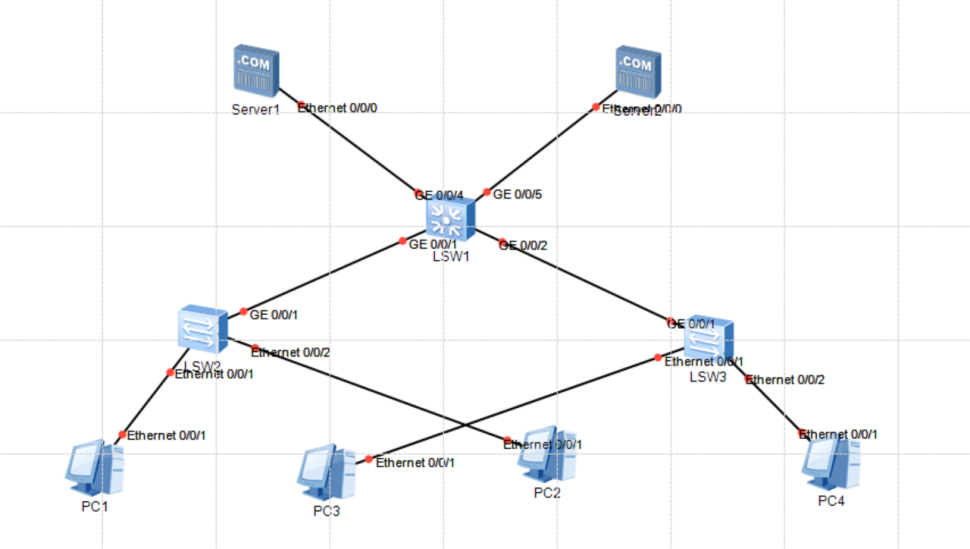 .COM
.COM
Server1
Ethernet 0/0/0
Ethernet 0/0/0
Server2
GE 0/0/4
GE 0/0/5
GE 0/0/1
GE 0/0/2
LSW1
GE 0/0/1
GE 0/0/1
Ethernet 0/0/2
LSW2
Ethernet 0/0/1
Ethernet 0/0/1
LSW3
Ethernet 0/0/2
Ethernet 0/0/1
Ethernet 0/0/1
Ethernet 0/0/1
Ethernet 0/0/1
PC1
PC3
PC2
PC4